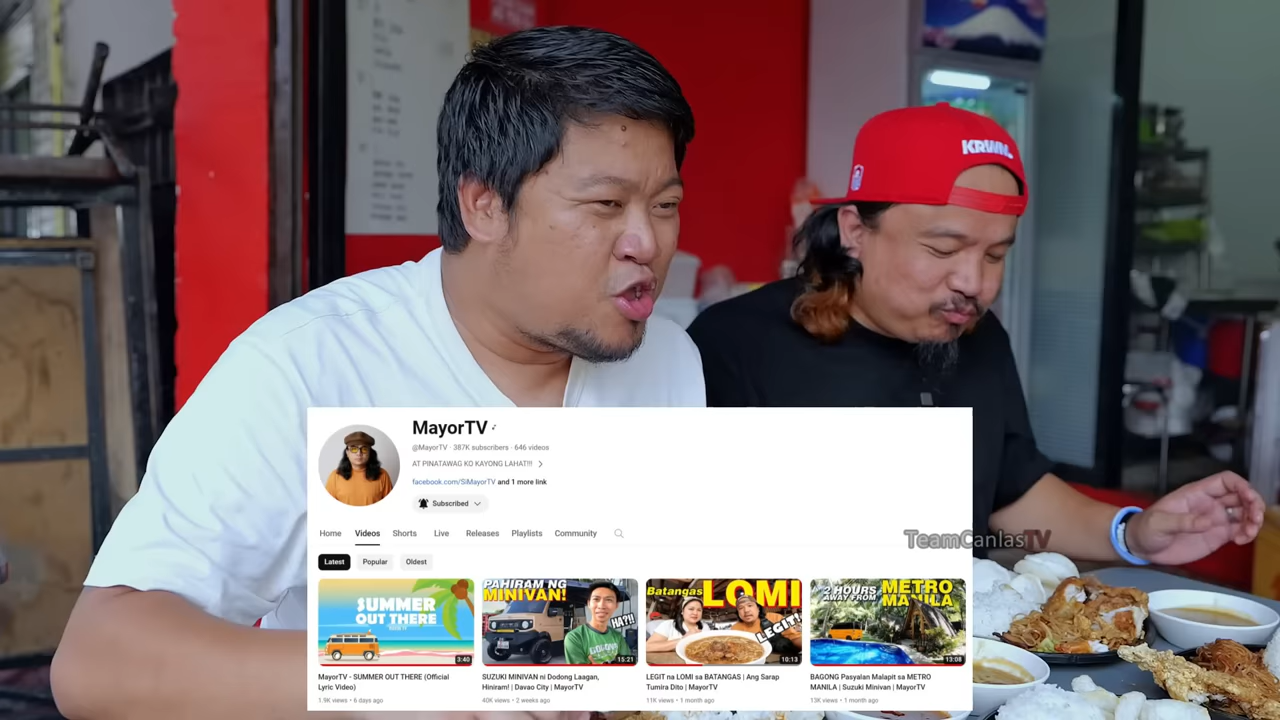 KRWN
MayorTV
@MayorTV · 387K subscribers · 646 videos
AT PINATAWAG KO KAYONG LAHAT!!!
facebook.com/SiMayorTV and 1 more link
Subscribed
Home Videos Shorts Live Releases Playlists Community
TeamCanlasTV
Latest Popular Oldest
SUMMER
OUT THERE
3:40
PAHIRAM NG
MINIVAN!
HA?!!
15:21
Batangas LOMI
LEGIT!
10:13
2 HOURS
AWAY FROM
METRO
MANILA
13:08
MayorTV - SUMMER OUT THERE (Official
Lyric Video)
1.9K views · 6 days ago
SUZUKI MINIVAN ni Dodong Laagan,
Hiniram! | Davao City | MayorTV
40K views · 2 weeks ago
LEGIT na LOMI sa BATANGAS | Ang Sarap
Tumira Dito | MayorTV
11K views · 1 month ago
BAGONG Pasyalan Malapit sa METRO
MANILA | Suzuki Minivan | MayorTV
13K views · 1 month ago